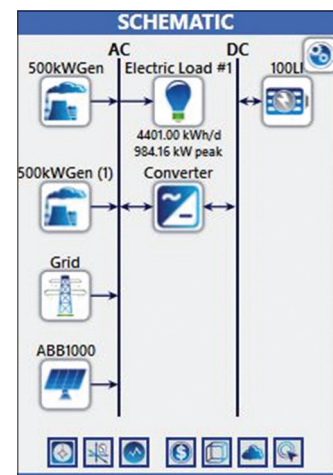 SCHEMATIC
AC DC
500kWGen Electric Load #1 100LI
4401.00 kWh/d
984.16 kW peak
500kWGen (1) Converter
Grid
ABB1000